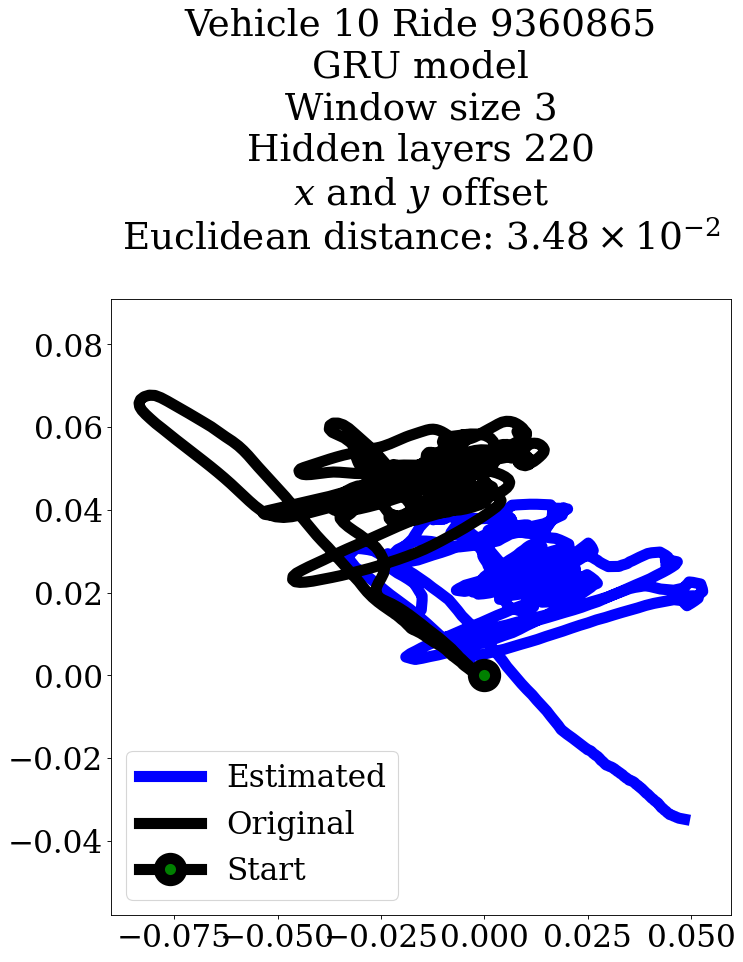 Vehicle 10 Ride 9360865
GRU model
Window size 3
Hidden layers 220
x and y offset
Euclidean distance: 3.48 × 10⁻²
0.08
0.06
0.04
0.02
0.00
−0.02
−0.04
Estimated
Original
Start
−0.075 −0.050 −0.025 0.000 0.025 0.050